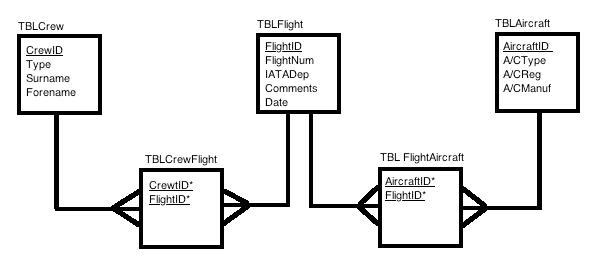 TBLCrew
CrewID
Type
Surname
Forename
TBLFlight
FlightID
FlightNum
IATADep
Comments
Date
TBLAircraft
AircraftID
A/CType
A/CReg
A/CManuf
TBLCrewFlight
CrewtID*
FlightID*
TBL FlightAircraft
AircraftID*
FlightID*